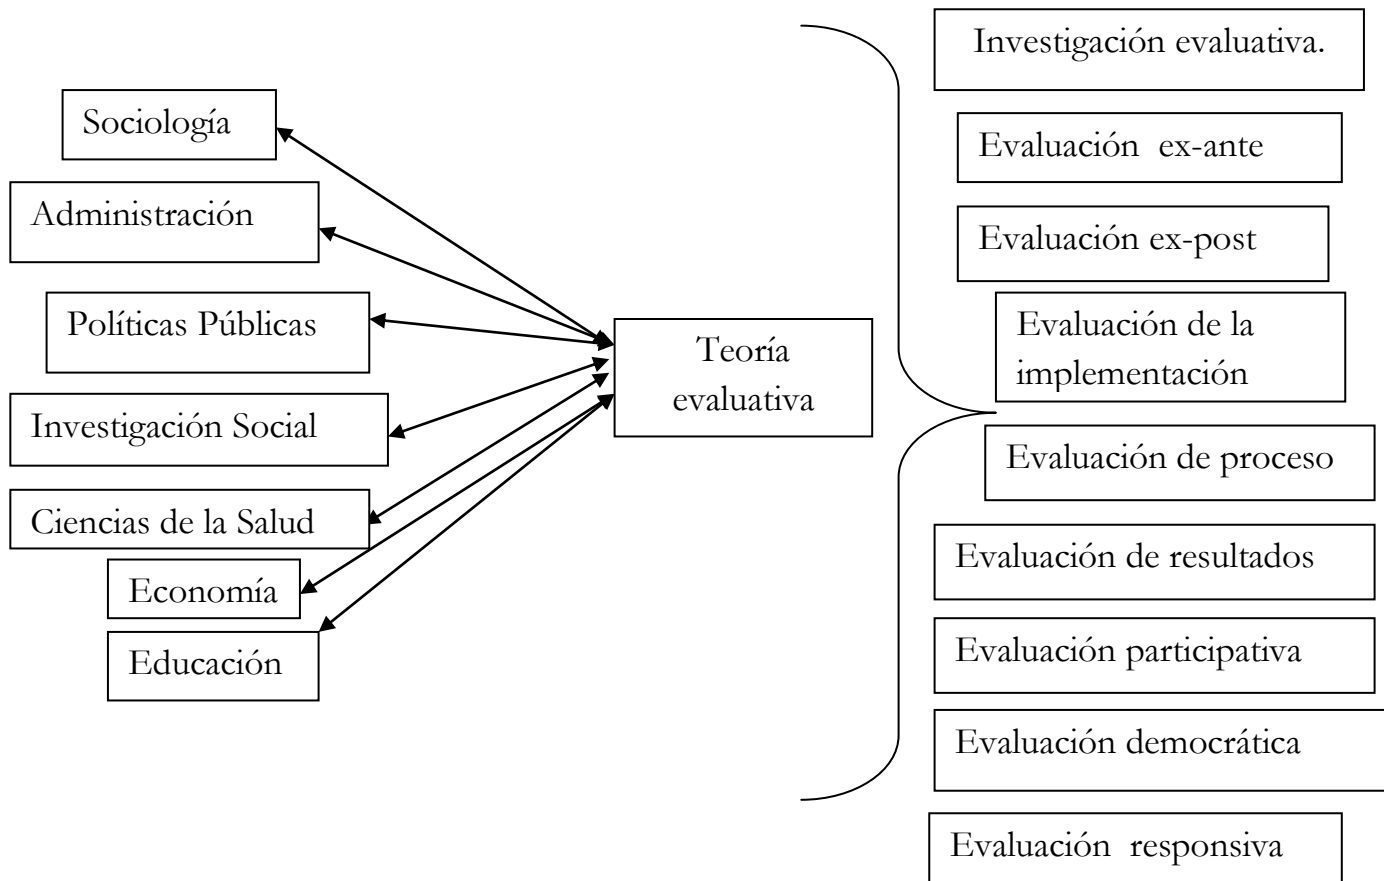 Sociología
Administración
Políticas Públicas
Investigación Social
Ciencias de la Salud
Economía
Educación
Teoría
evaluativa
Investigación evaluativa.
Evaluación ex-ante
Evaluación ex-post
Evaluación de la
implementación
Evaluación de proceso
Evaluación de resultados
Evaluación participativa
Evaluación democrática
Evaluación responsiva